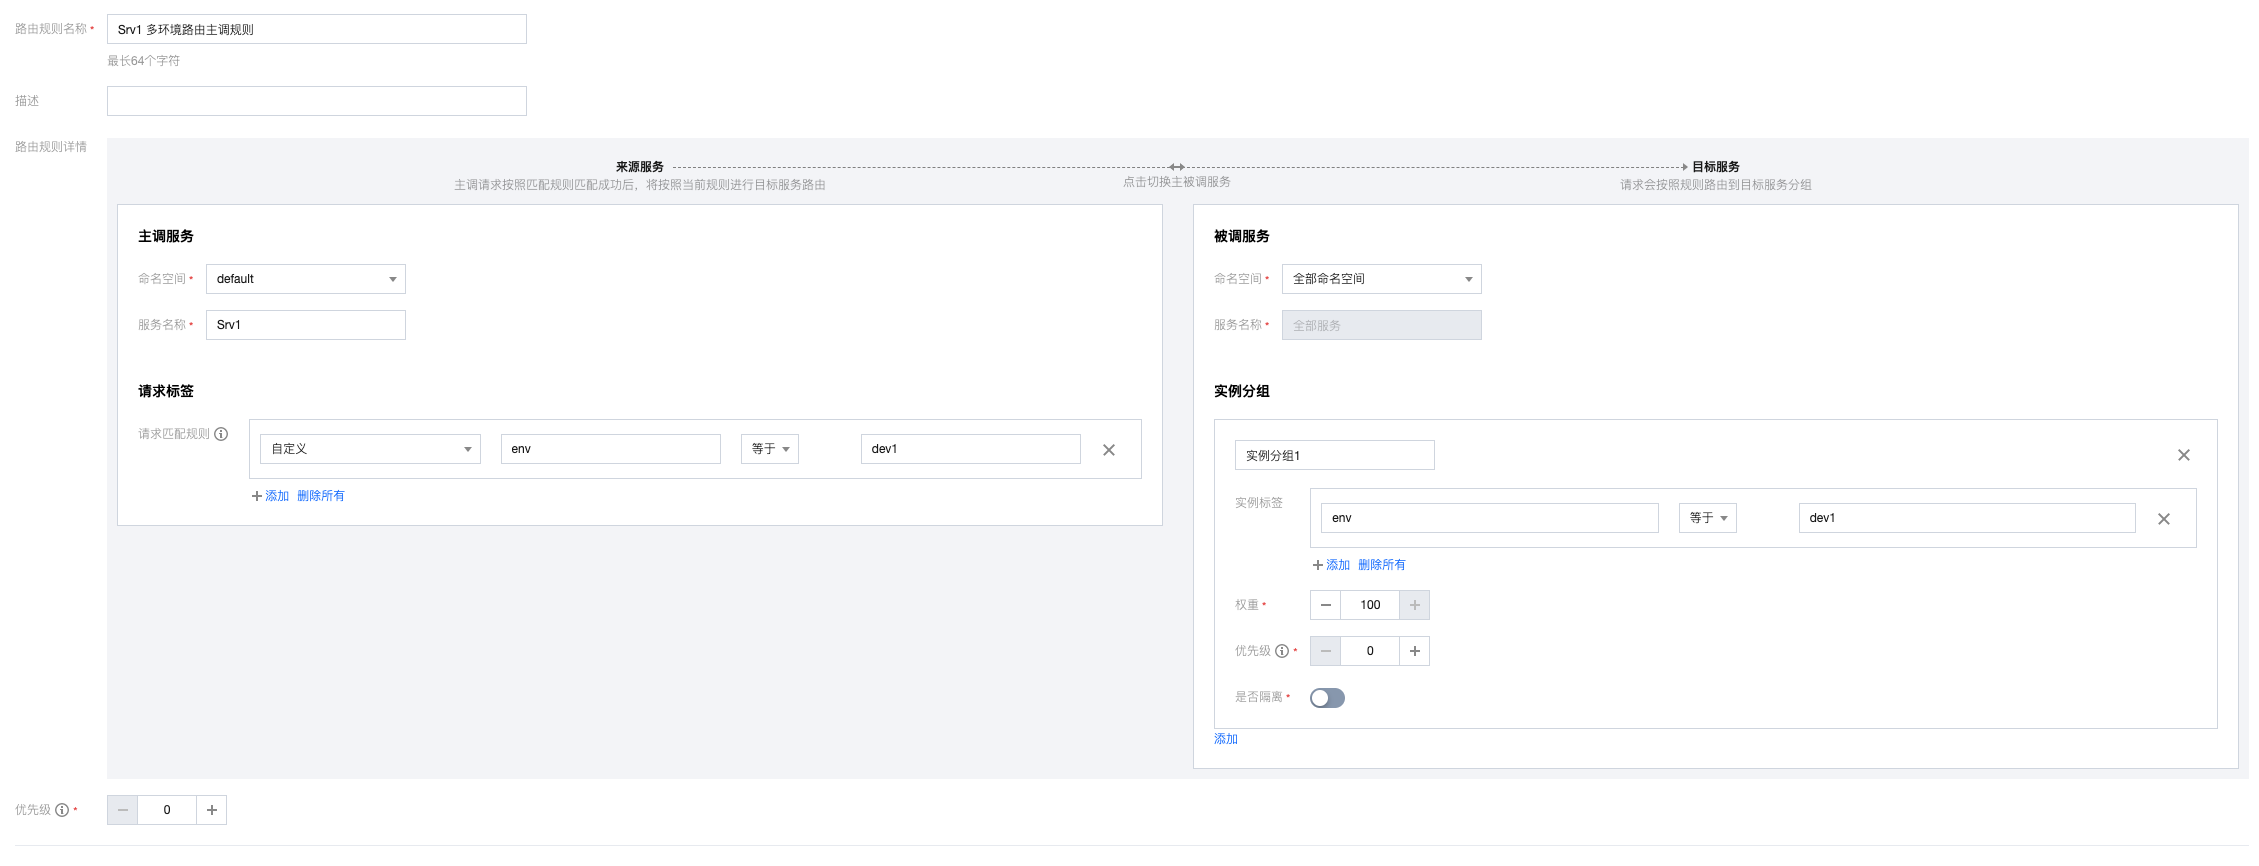 路由规则名称 * Srv1 多环境路由主调规则
最长64个字符
描述
路由规则详情
来源服务
主调请求按照匹配规则匹配成功后，将按照当前规则进行目标服务路由
点击切换主被调服务
目标服务
请求会按照规则路由到目标服务分组
主调服务
命名空间 * default
服务名称 * Srv1
请求标签
请求匹配规则 自定义 env 等于 dev1
添加 删除所有
被调服务
命名空间 * 全部命名空间
服务名称 * 全部服务
实例分组
实例分组1
实例标签 env 等于 dev1
添加 删除所有
权重 * 100
优先级 * 0
是否隔离 *
添加
优先级 * 0